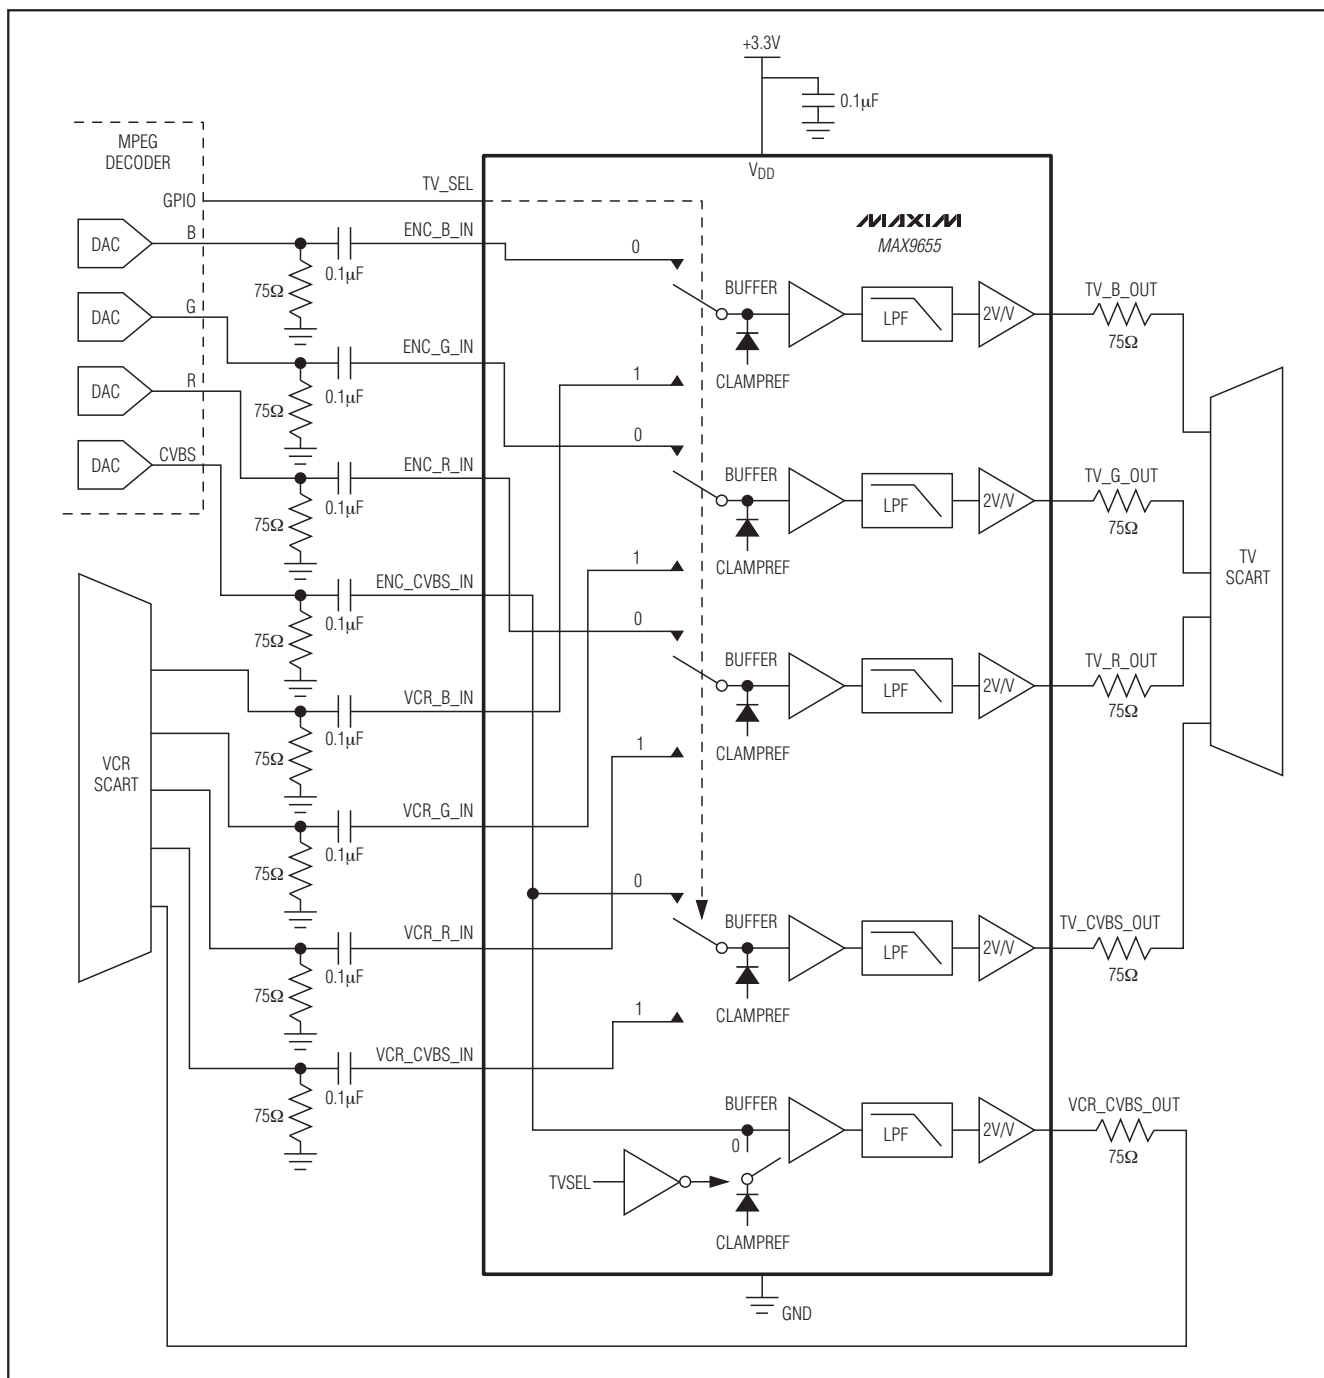 +3.3V
0.1μF
MPEG
DECODER
VDD
GPIO
TV_SEL
MAXIM
MAX9655
DAC
B
0.1μF
ENC_B_IN
0
75Ω
BUFFER
LPF
2V/V
TV_B_OUT
75Ω
CLAMPREF
DAC
G
ENC_G_IN
1
0.1μF
75Ω
DAC
R
0
BUFFER
LPF
2V/V
TV_G_OUT
75Ω
CLAMPREF
DAC
CVBS
ENC_R_IN
0.1μF
75Ω
1
TV
SCART
ENC_CVBS_IN
0.1μF
75Ω
0
BUFFER
LPF
2V/V
TV_R_OUT
75Ω
CLAMPREF
VCR_B_IN
0.1μF
75Ω
1
VCR
SCART
VCR_G_IN
0.1μF
75Ω
0
BUFFER
LPF
2V/V
TV_CVBS_OUT
75Ω
CLAMPREF
VCR_R_IN
0.1μF
75Ω
1
VCR_CVBS_IN
0.1μF
75Ω
BUFFER
0
LPF
2V/V
VCR_CVBS_OUT
75Ω
TVSEL
CLAMPREF
GND